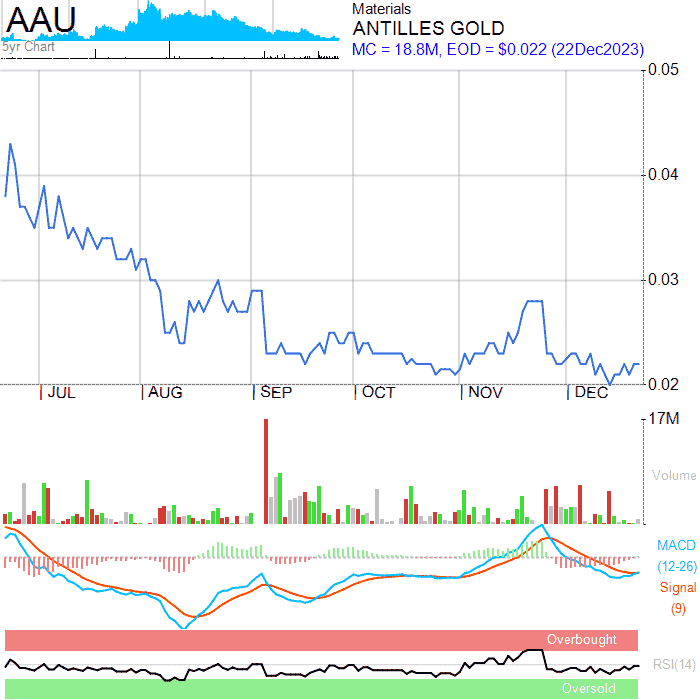 AAU
5yr Chart
Materials
ANTILLES GOLD
MC = 18.8M, EOD = $0.022 (22Dec2023)
0.05
0.04
0.03
0.02
JUL AUG SEP OCT NOV DEC
17M
Volume
MACD
(12-26)
Signal
(9)
Overbought
RSI(14)
Oversold